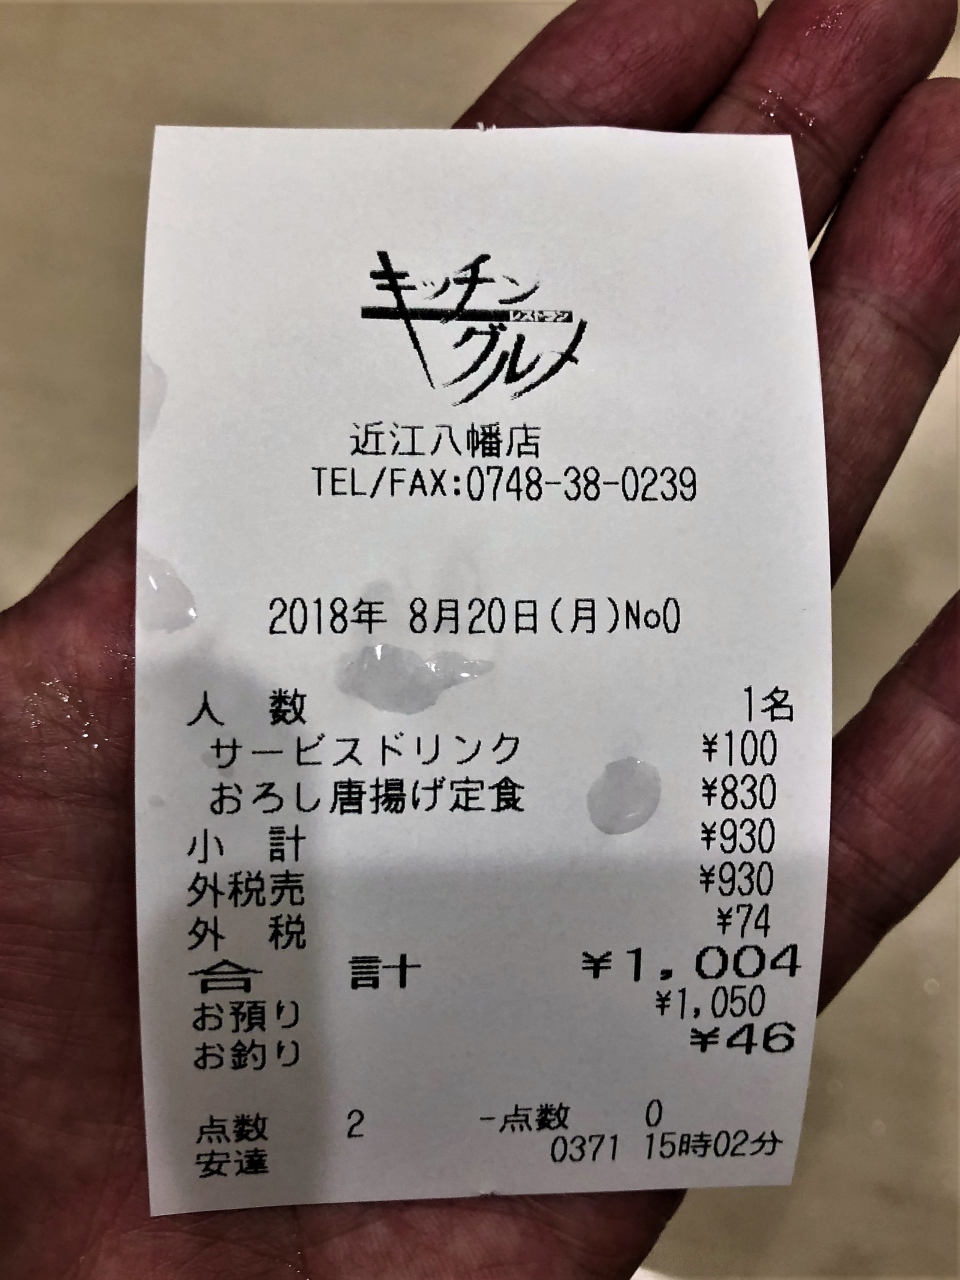 キッチン
レストラン
グルメ
近江八幡店
TEL/FAX:0748-38-0239
2018年 8月20日(月)No0
人 数 1名
サービスドリンク ¥100
おろし唐揚げ定食 ¥830
小 計 ¥930
外税売 ¥930
外 税 ¥74
合 計 ¥1,004
お預り ¥1,050
お釣り ¥46
点数 2 -点数 0
安達 0371 15時02分